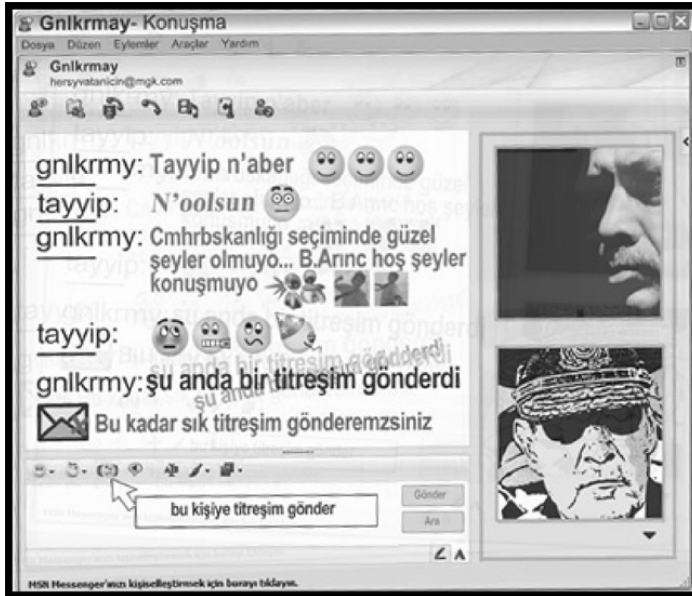 Gnlkrmay- Konuşma
Dosya Düzen Eylemler Araçlar Yardım
Gnlkrmay
hersyvatanicin@mgk.com
gnlkrmy: Tayyip n'aber
tayyip: N'oolsun
gnlkrmy: Cmhrbskanlığı seçiminde güzel
şeyler olmuyo... B.Arınc hoş şeyler
konuşmuyo
tayyip:
gnlkrmy: şu anda bir titreşim gönderdi
Bu kadar sık titreşim gönderemzsiniz
bu kişiye titreşim gönder
Gönder
Ara
A
MSN Messenger'ınızı kişiselleştirmek için burayı tıklayın.